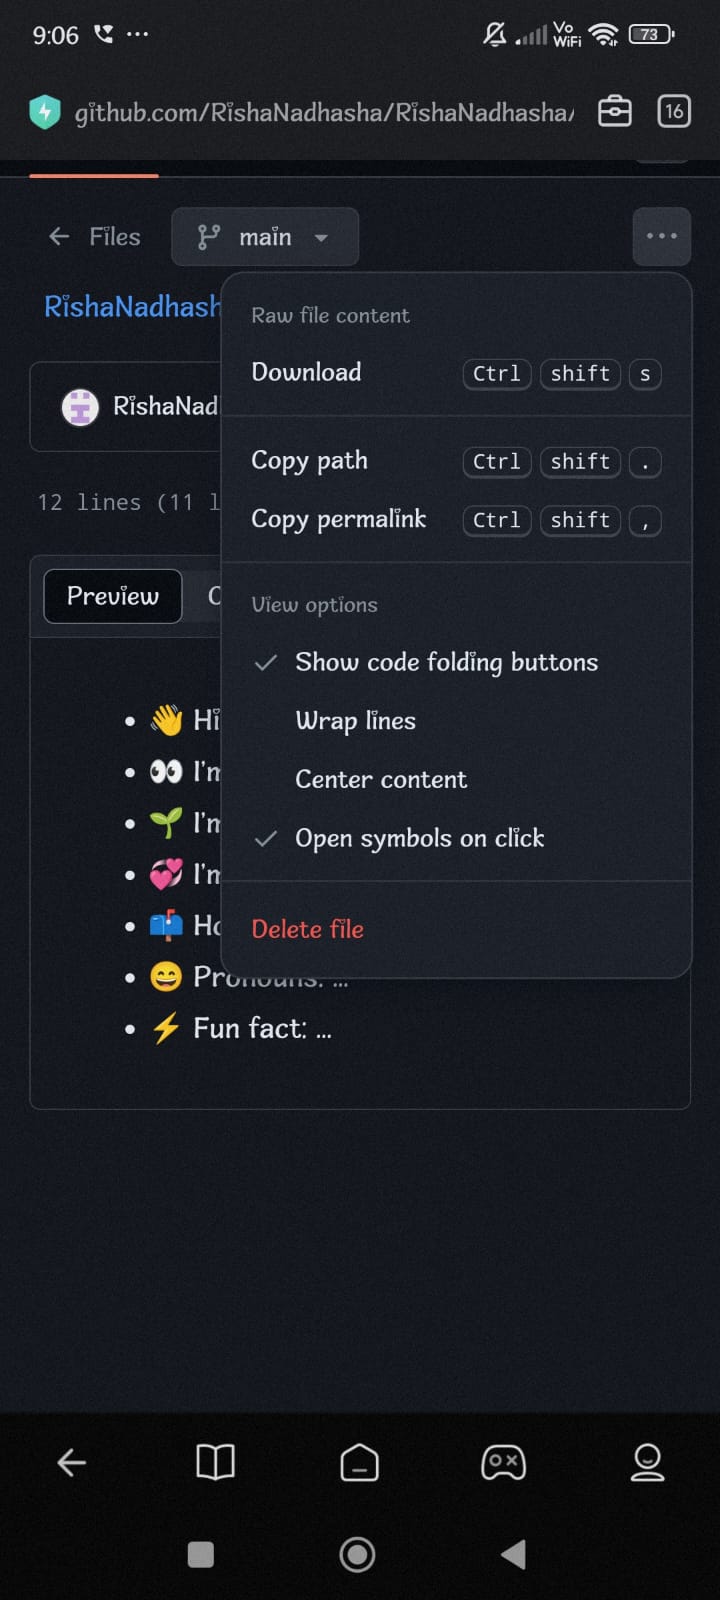 9:06
Vo
WiFi
73
github.com/RishaNadhasha/RishaNadhasha/
16
Files
main
RishaNadhash
Raw file content
Download Ctrl shift s
RishaNad
Copy path Ctrl shift .
12 lines (11 l
Copy permalink Ctrl shift ,
Preview
View options
Show code folding buttons
Hi
Wrap lines
I'm
Center content
I'm
Open symbols on click
I'm
Ho
Delete file
Pronouns: ...
Fun fact: ...